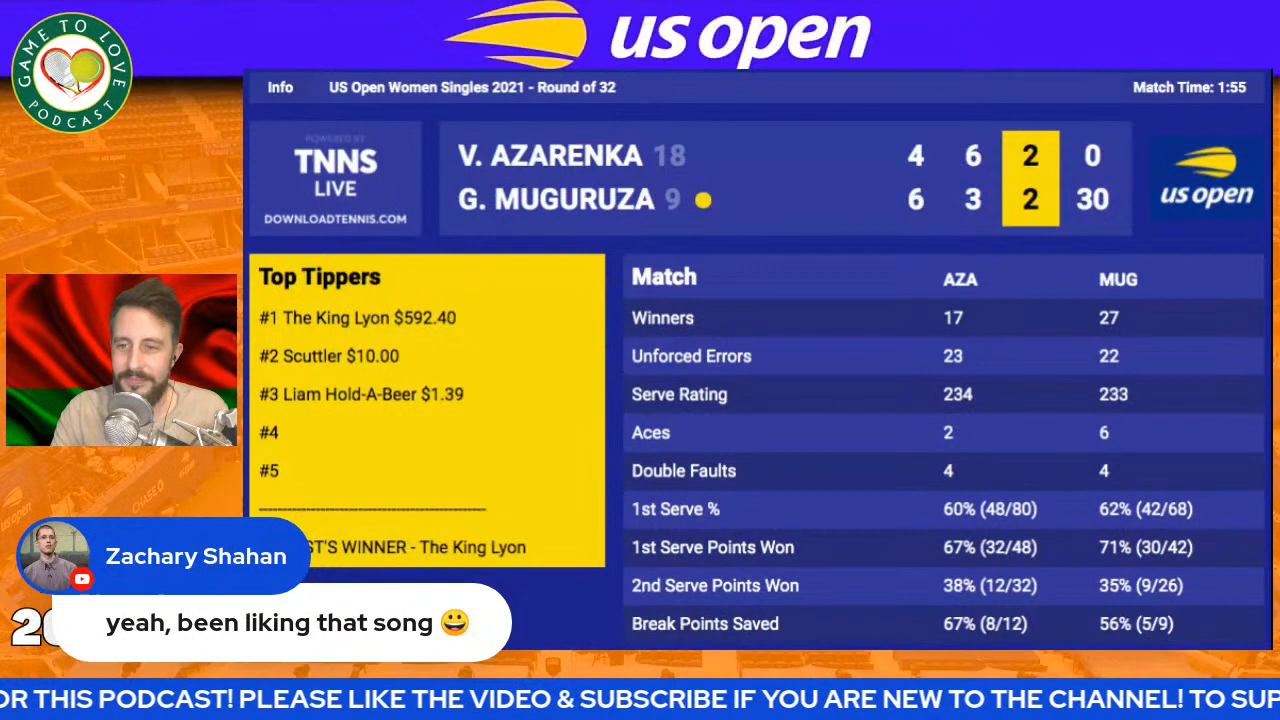 GAME TO LOVE
PODCAST
us open
Info US Open Women Singles 2021 - Round of 32 Match Time: 1:55
POWERED BY
TNNS
LIVE
DOWNLOADTENNIS.COM
V. AZARENKA 18 4 6 2 0
G. MUGURUZA 9 6 3 2 30
us open
Top Tippers
#1 The King Lyon $592.40
#2 Scuttler $10.00
#3 Liam Hold-A-Beer $1.39
#4
#5
-----------------------------------------------
ST'S WINNER - The King Lyon
Match AZA MUG
Winners 17 27
Unforced Errors 23 22
Serve Rating 234 233
Aces 2 6
Double Faults 4 4
1st Serve % 60% (48/80) 62% (42/68)
1st Serve Points Won 67% (32/48) 71% (30/42)
2nd Serve Points Won 38% (12/32) 35% (9/26)
Break Points Saved 67% (8/12) 56% (5/9)
CHASE
us open
Zachary Shahan
yeah, been liking that song 😀
OR THIS PODCAST! PLEASE LIKE THE VIDEO & SUBSCRIBE IF YOU ARE NEW TO THE CHANNEL! TO SUP